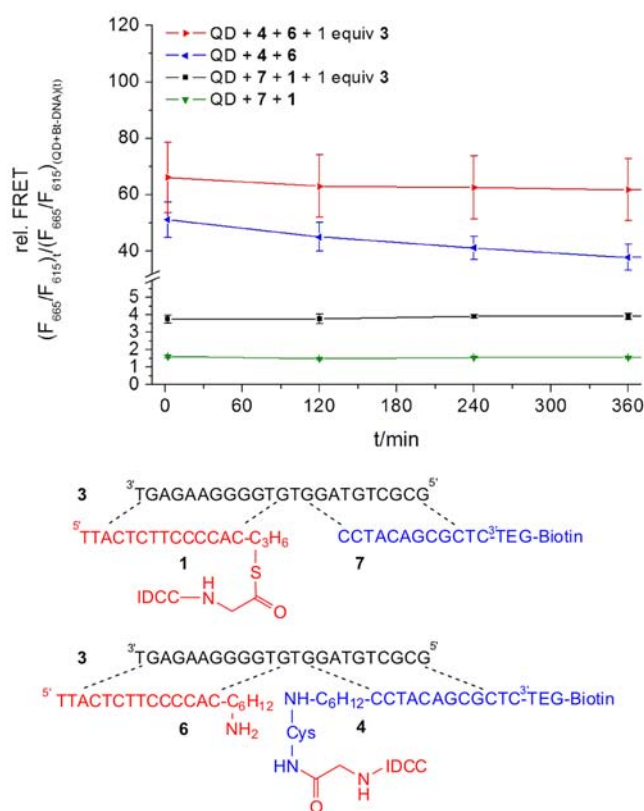 QD + 4 + 6 + 1 equiv 3
QD + 4 + 6
QD + 7 + 1 + 1 equiv 3
QD + 7 + 1
rel. FRET
(F665/F615)t/(F665/F615)(QD+Bt-DNA)(t)
120
100
80
60
40
5
4
3
2
1
0
0 60 120 180 240 300 360
t/min
3 3'TGAGAAGGGGTGTGGATGTCGCG5'
5'TTACTCTTCCCCAC-C3H6 CCTACAGCGCTC3'-TEG-Biotin
1 S 7
IDCC N
H O
3 3'TGAGAAGGGGTGTGGATGTCGCG5'
5'TTACTCTTCCCCAC-C6H12 NH-C6H12-CCTACAGCGCTC3'-TEG-Biotin
6 NH2 Cys 4
HN IDCC
O N
H